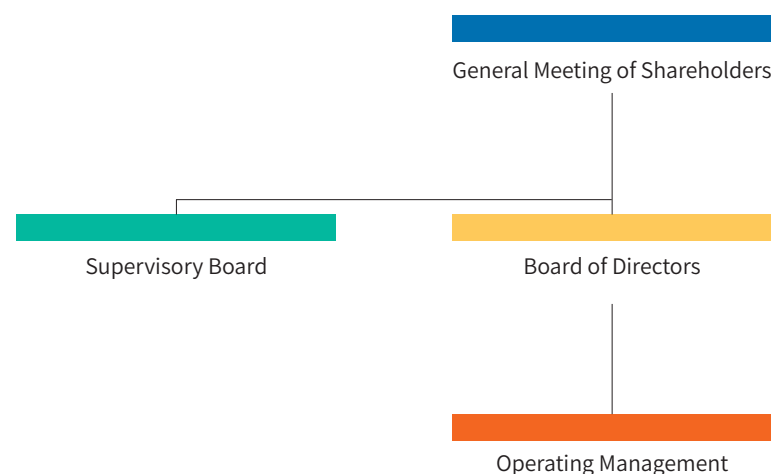 General Meeting of Shareholders
Supervisory Board
Board of Directors
Operating Management